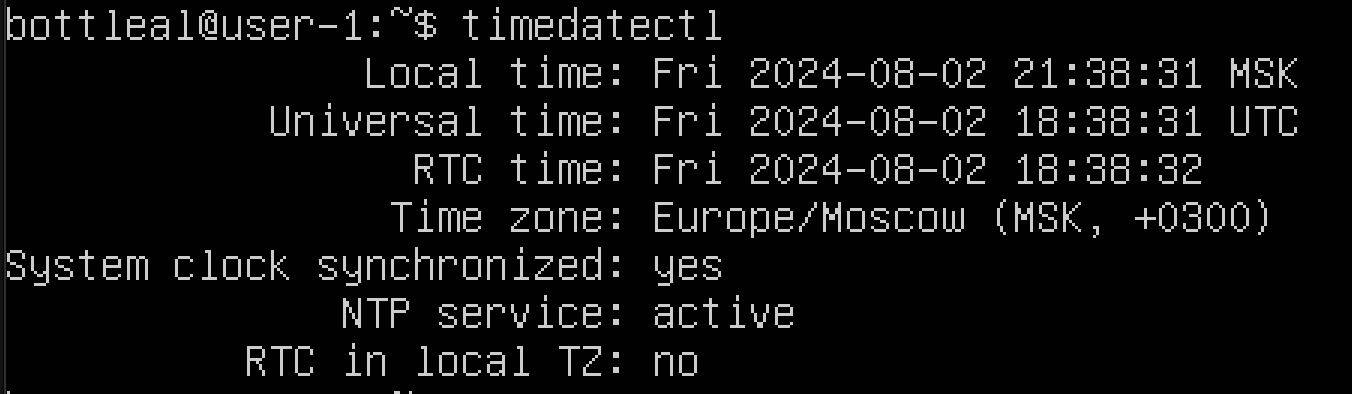 bottleal@user-1:~$ timedatectl
Local time: Fri 2024-08-02 21:38:31 MSK
Universal time: Fri 2024-08-02 18:38:31 UTC
RTC time: Fri 2024-08-02 18:38:32
Time zone: Europe/Moscow (MSK, +0300)
System clock synchronized: yes
NTP service: active
RTC in local TZ: no